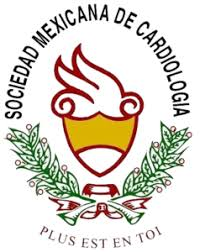 SOCIEDAD MEXICANA DE CARDIOLOGIA
PLUS EST EN TOI